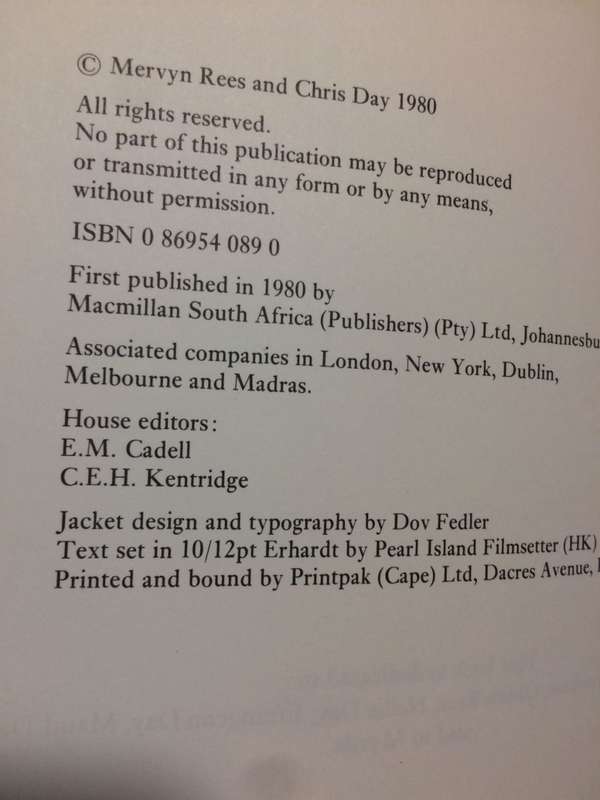 © Mervyn Rees and Chris Day 1980
All rights reserved.
No part of this publication may be reproduced
or transmitted in any form or by any means,
without permission.
ISBN 0 86954 089 0
First published in 1980 by
Macmillan South Africa (Publishers) (Pty) Ltd, Johannesbu
Associated companies in London, New York, Dublin,
Melbourne and Madras.
House editors:
E.M. Cadell
C.E.H. Kentridge
Jacket design and typography by Dov Fedler
Text set in 10/12pt Erhardt by Pearl Island Filmsetter (HK)
Printed and bound by Printpak (Cape) Ltd, Dacres Avenue,